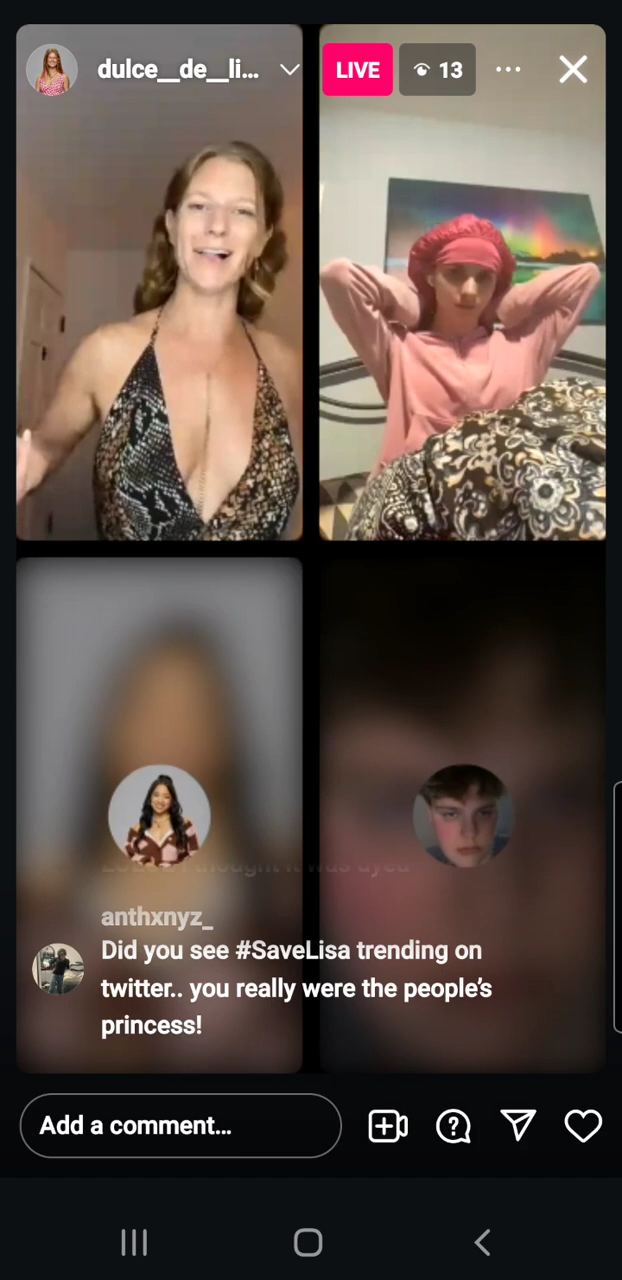 dulce__de__li...
LIVE
13
anthxnyz_
Did you see #SaveLisa trending on
twitter.. you really were the people's
princess!
Add a comment...